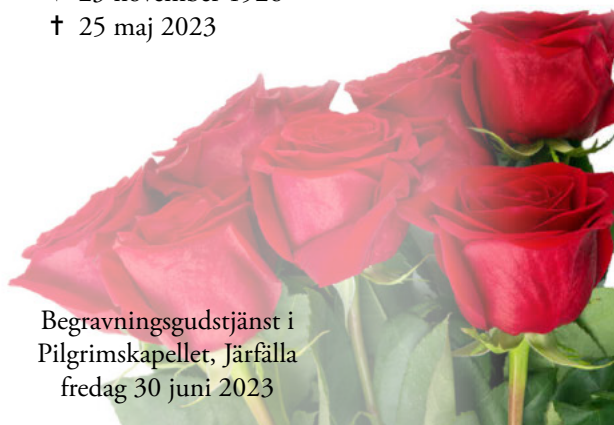 ✝ 25 maj 2023
Begravningsgudstjänst i
Pilgrimskapellet, Järfälla
fredag 30 juni 2023